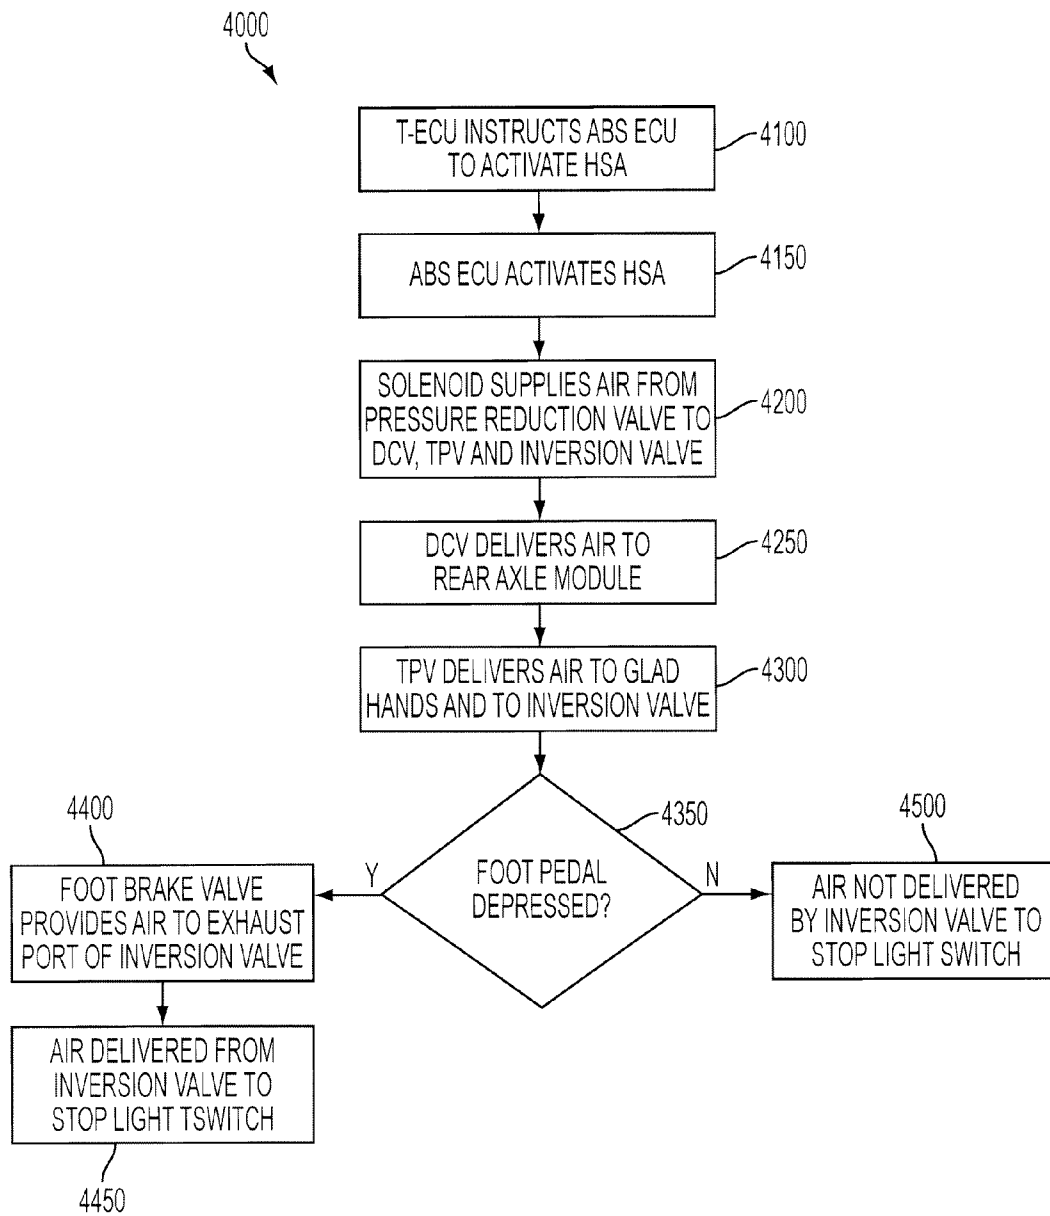 4000
T-ECU INSTRUCTS ABS ECU
TO ACTIVATE HSA
4100
ABS ECU ACTIVATES HSA
4150
SOLENOID SUPPLIES AIR FROM
PRESSURE REDUCTION VALVE TO
DCV, TPV AND INVERSION VALVE
4200
DCV DELIVERS AIR TO
REAR AXLE MODULE
4250
TPV DELIVERS AIR TO GLAD
HANDS AND TO INVERSION VALVE
4300
FOOT PEDAL
DEPRESSED?
4350
Y
N
4400
FOOT BRAKE VALVE
PROVIDES AIR TO EXHAUST
PORT OF INVERSION VALVE
4500
AIR NOT DELIVERED
BY INVERSION VALVE TO
STOP LIGHT SWITCH
AIR DELIVERED FROM
INVERSION VALVE TO
STOP LIGHT TSWITCH
4450